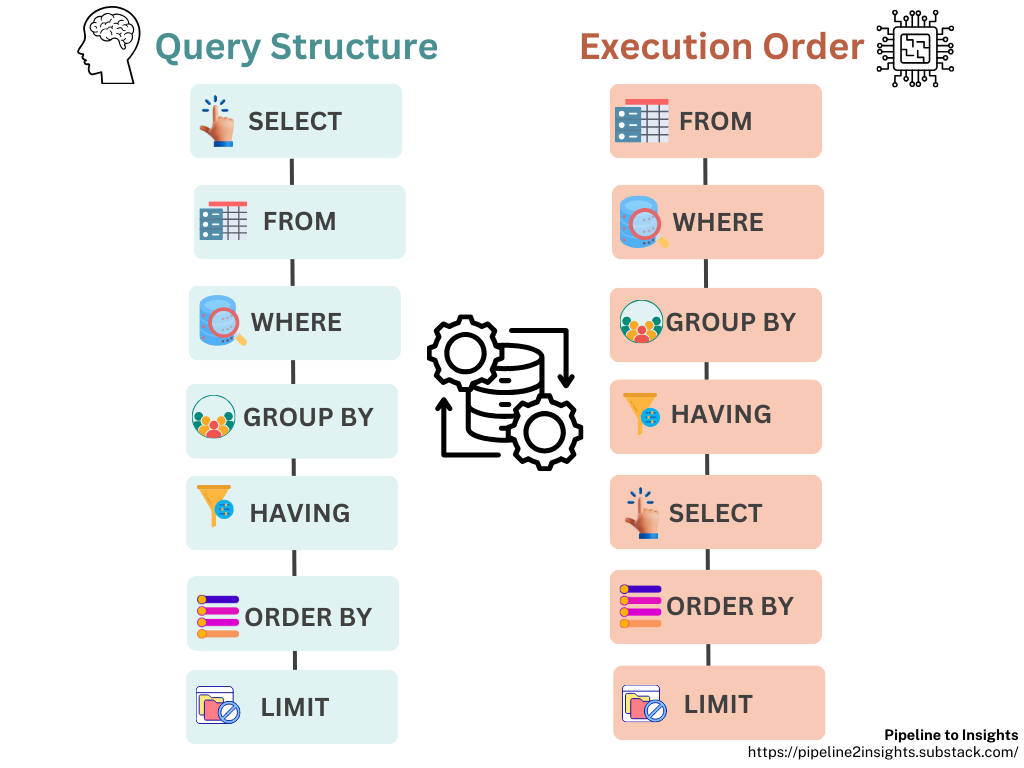 Query Structure
Execution Order
SELECT
FROM
WHERE
GROUP BY
HAVING
ORDER BY
LIMIT
FROM
WHERE
GROUP BY
HAVING
SELECT
ORDER BY
LIMIT
Pipeline to Insights
https://pipeline2insights.substack.com/